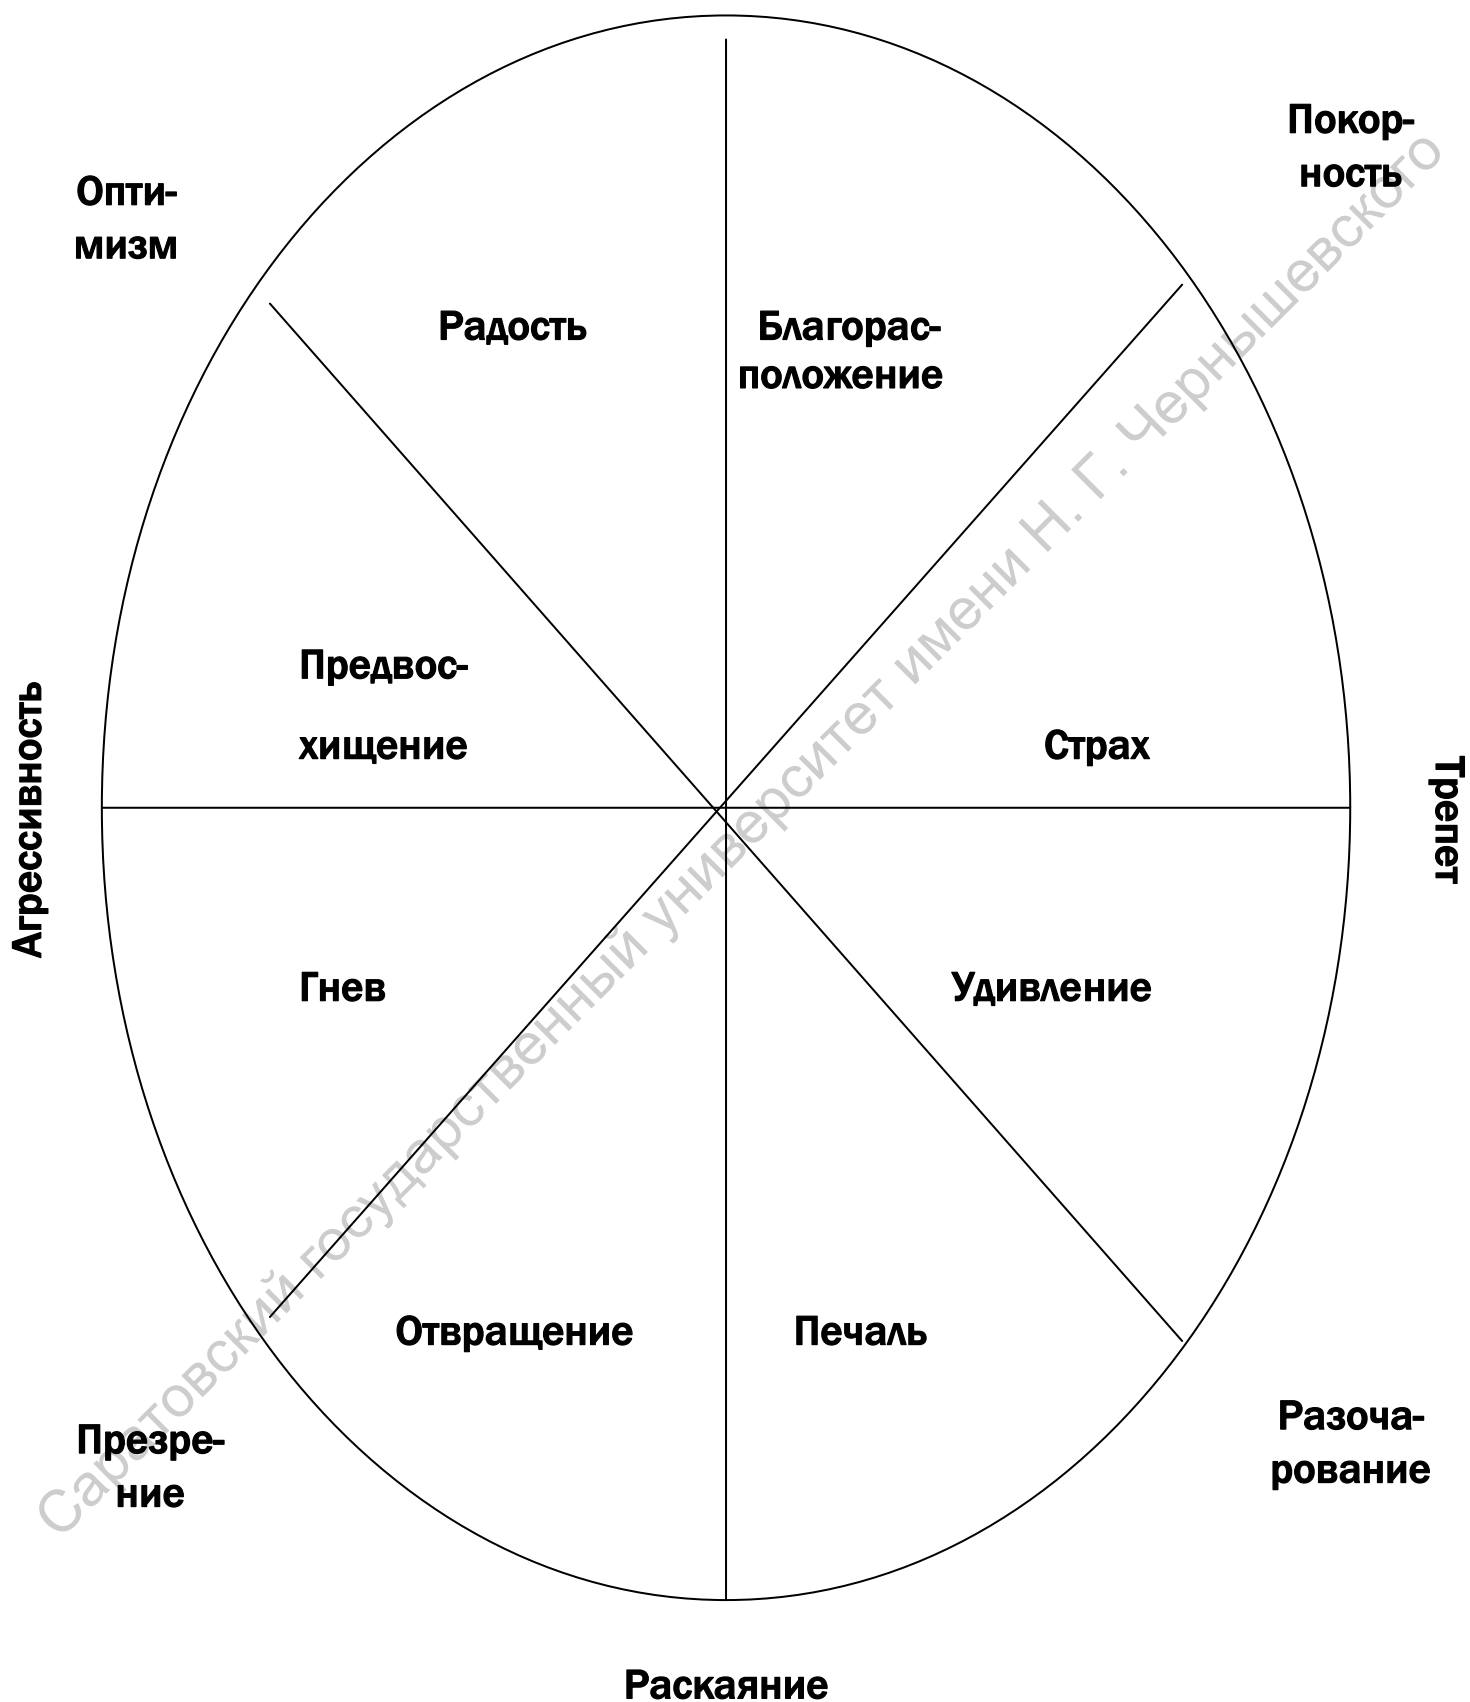 Покор-
ность
Опти-
мизм
Радость
Благорас-
положение
Предвос-
хищение
Страх
Агрессивность
Трепет
Гнев
Удивление
Отвращение
Печаль
Презре-
ние
Разоча-
рование
Раскаяние
Саратовский государственный университет имени Н. Г. Чернышевского